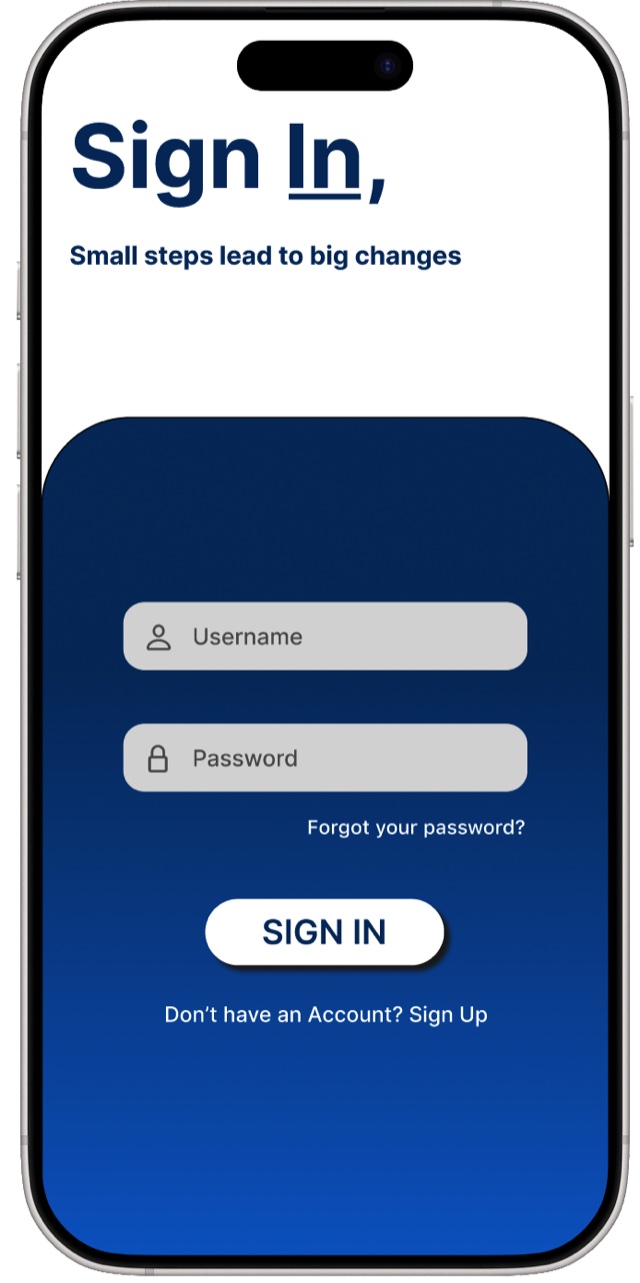 Sign In,
Small steps lead to big changes
Username
Password
Forgot your password?
SIGN IN
Don’t have an Account? Sign Up